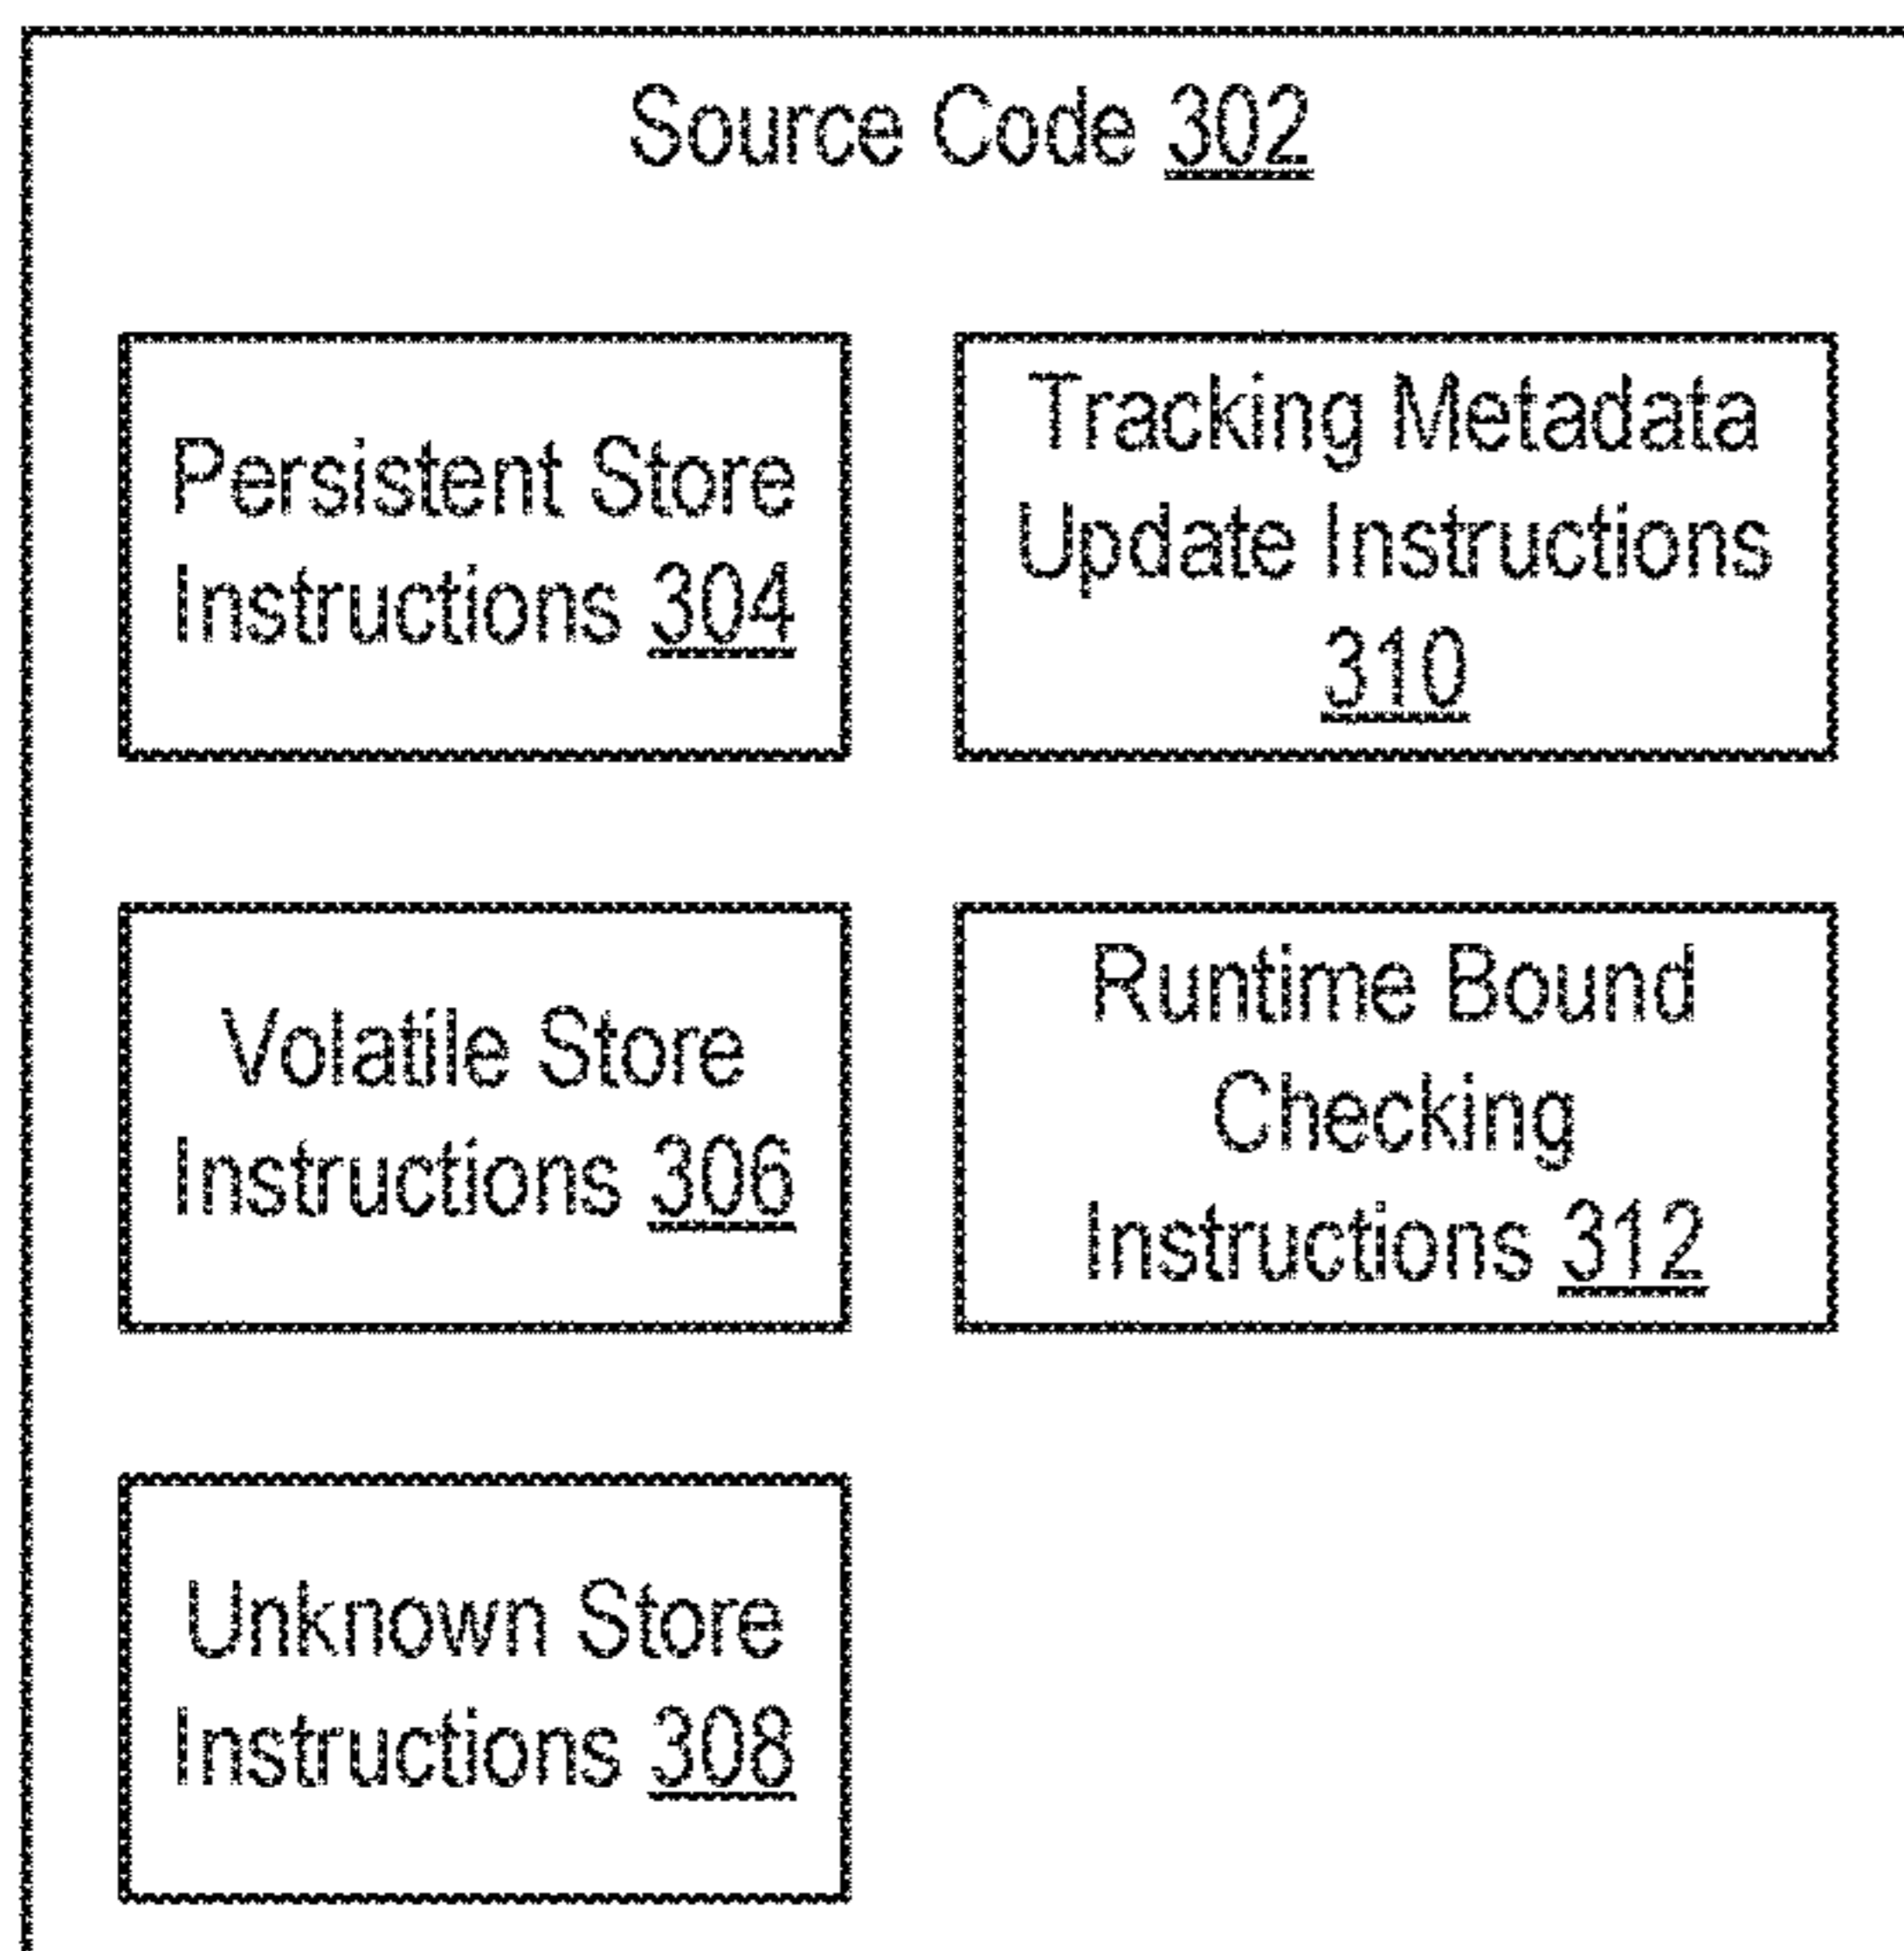 Source Code 302
Persistent Store
Instructions 304
Tracking Metadata
Update Instructions
310
Volatile Store
Instructions 306
Runtime Bound
Checking
Instructions 312
Unknown Store
Instructions 308